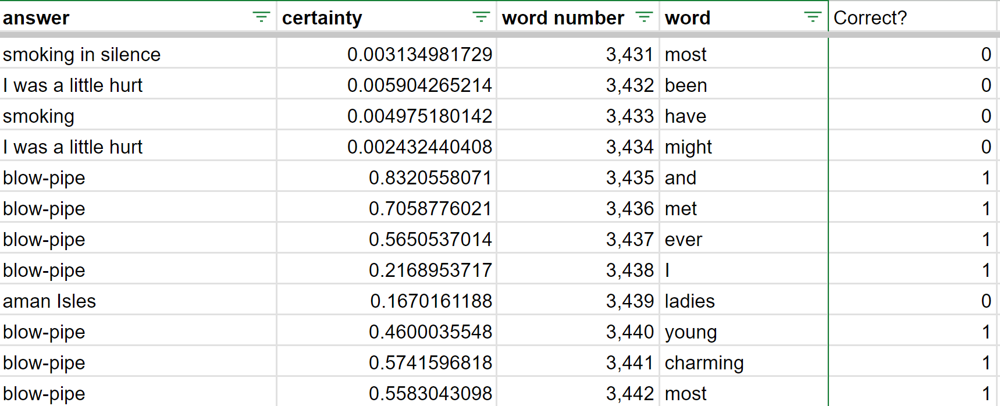 answer certainty word number word Correct?
smoking in silence 0.003134981729 3,431 most 0
I was a little hurt 0.005904265214 3,432 been 0
smoking 0.004975180142 3,433 have 0
I was a little hurt 0.002432440408 3,434 might 0
blow-pipe 0.8320558071 3,435 and 1
blow-pipe 0.7058776021 3,436 met 1
blow-pipe 0.5650537014 3,437 ever 1
blow-pipe 0.2168953717 3,438 I 1
aman Isles 0.1670161188 3,439 ladies 0
blow-pipe 0.4600035548 3,440 young 1
blow-pipe 0.5741596818 3,441 charming 1
blow-pipe 0.5583043098 3,442 most 1